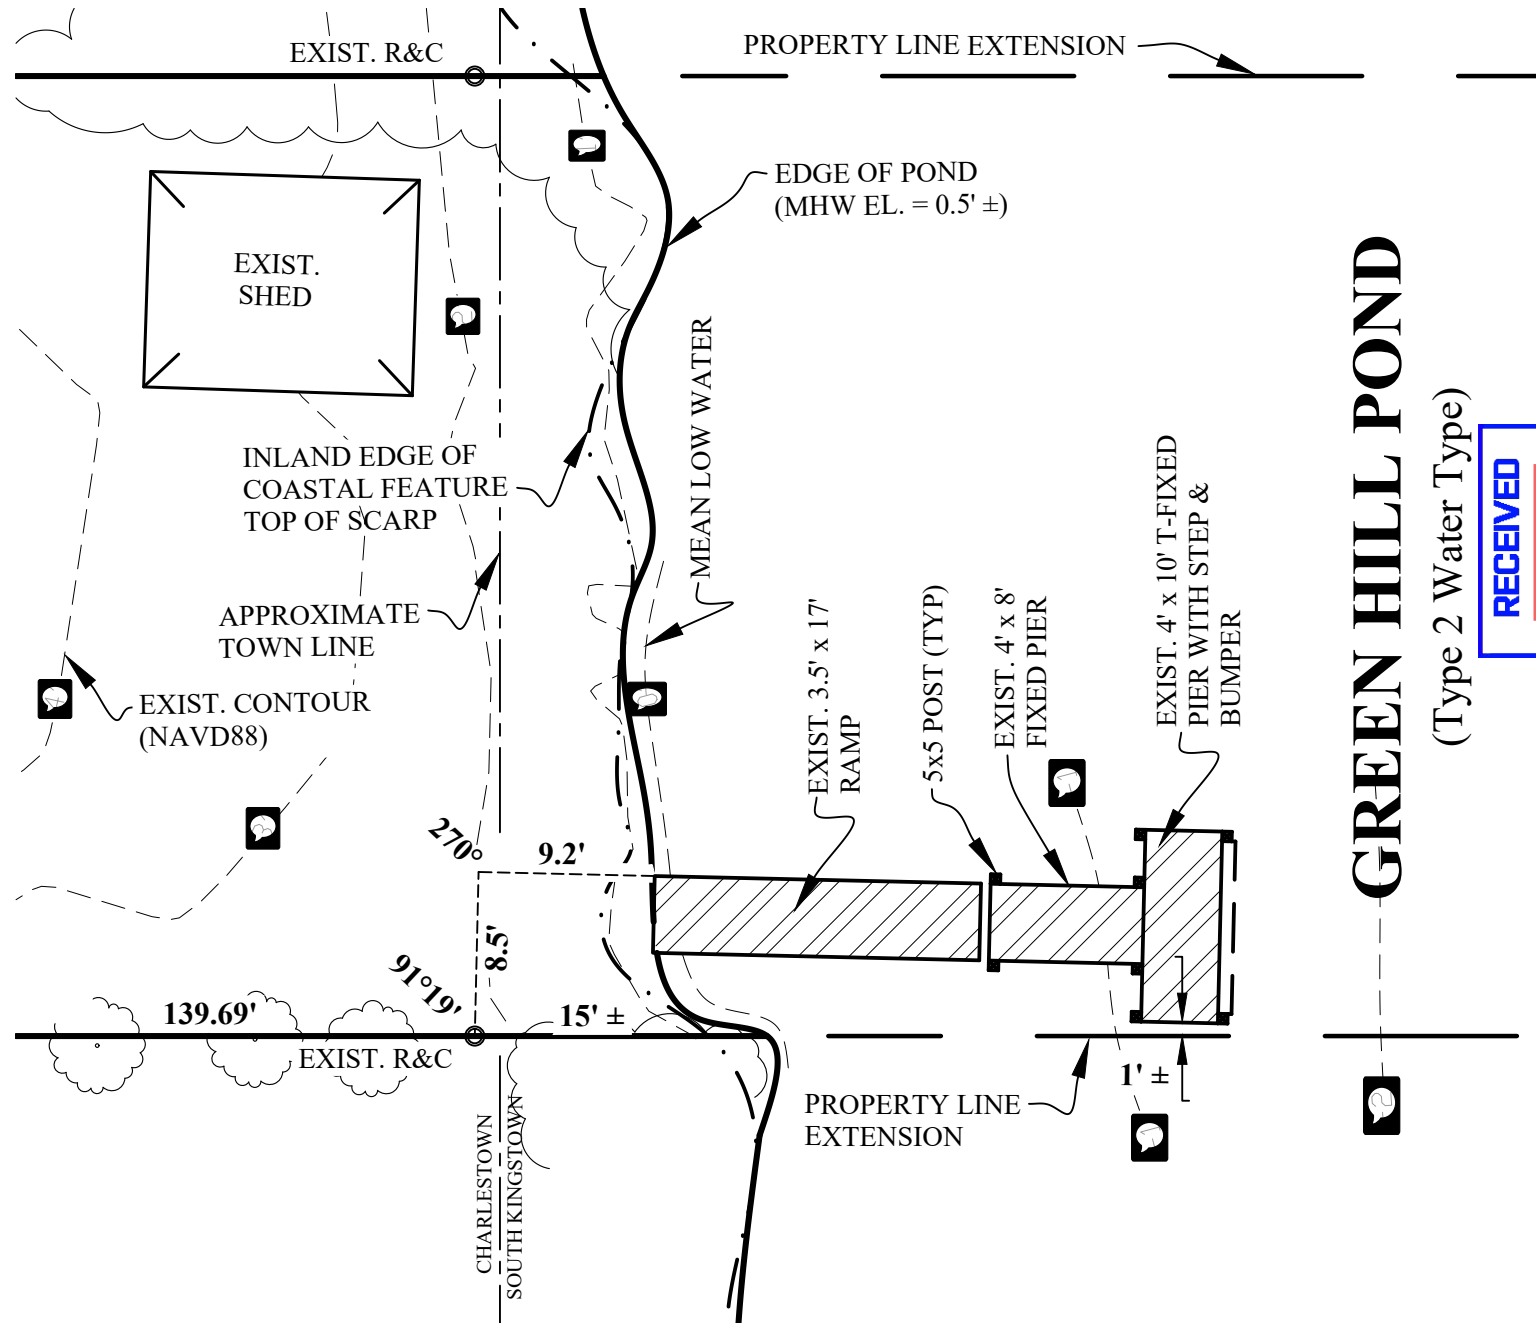 EXIST. R&C
PROPERTY LINE EXTENSION
EDGE OF POND
(MHW EL. = 0.5' ±)
EXIST.
SHED
INLAND EDGE OF
COASTAL FEATURE
TOP OF SCARP
MEAN LOW WATER
APPROXIMATE
TOWN LINE
EXIST. CONTOUR
(NAVD88)
EXIST. 3.5' x 17'
RAMP
5x5 POST (TYP)
EXIST. 4' x 8'
FIXED PIER
EXIST. 4' x 10' T-FIXED
PIER WITH STEP &
BUMPER
GREEN HILL POND
(Type 2 Water Type)
RECEIVED
270°
9.2'
8.5'
91°19'
139.69'
15' ±
EXIST. R&C
1' ±
PROPERTY LINE
EXTENSION
CHARLESTOWN
SOUTH KINGSTOWN